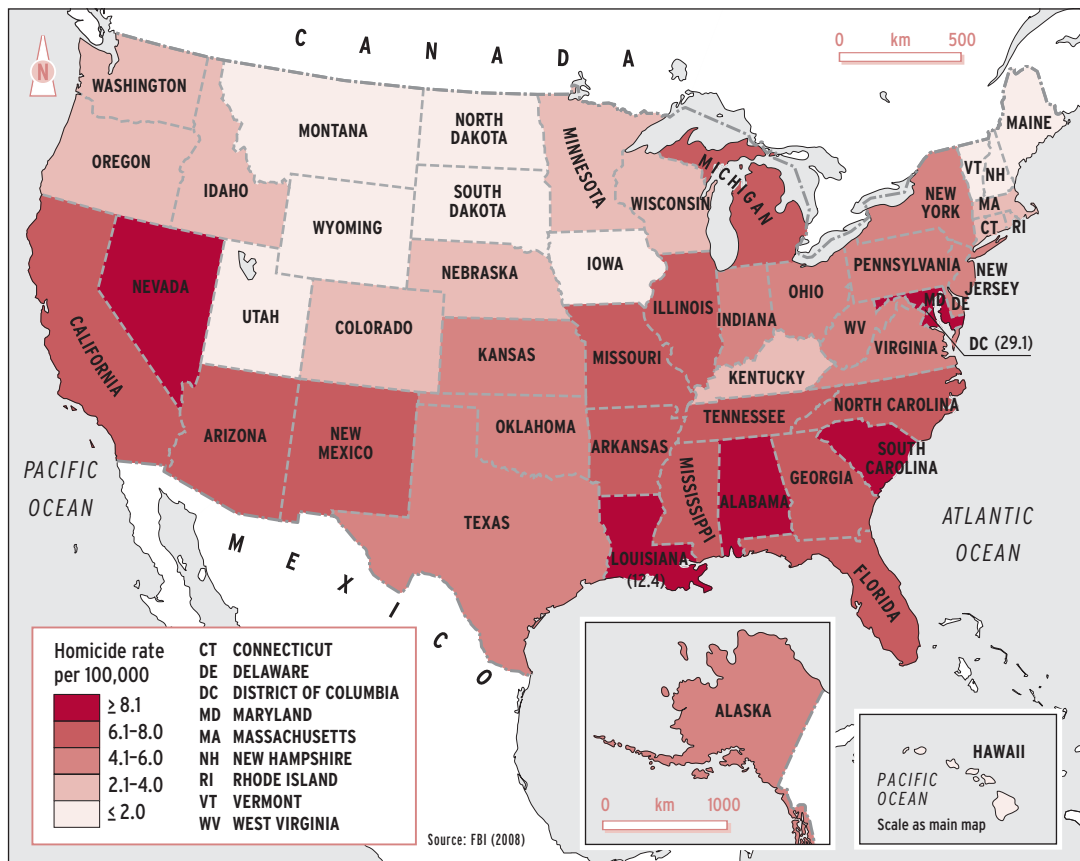 CANADA
0 km 500
N
WASHINGTON
MONTANA
NORTH
DAKOTA
MINNESOTA
MAINE
OREGON
IDAHO
SOUTH
DAKOTA
WISCONSIN
MICHIGAN
VT
NH
NEW
YORK
MA
CT
RI
WYOMING
NEBRASKA
IOWA
PENNSYLVANIA
NEW
JERSEY
NEVADA
UTAH
COLORADO
ILLINOIS
INDIANA
OHIO
MD
DE
DC (29.1)
WV
VIRGINIA
CALIFORNIA
KANSAS
MISSOURI
KENTUCKY
ARIZONA
NEW
MEXICO
OKLAHOMA
ARKANSAS
TENNESSEE
NORTH CAROLINA
SOUTH
CAROLINA
PACIFIC
OCEAN
TEXAS
MISSISSIPPI
ALABAMA
GEORGIA
ATLANTIC
OCEAN
LOUISIANA
(12.4)
FLORIDA
MEXICO
Homicide rate
per 100,000
≥ 8.1
6.1–8.0
4.1–6.0
2.1–4.0
≤ 2.0
CT CONNECTICUT
DE DELAWARE
DC DISTRICT OF COLUMBIA
MD MARYLAND
MA MASSACHUSETTS
NH NEW HAMPSHIRE
RI RHODE ISLAND
VT VERMONT
WV WEST VIRGINIA
Source: FBI (2008)
ALASKA
0 km 1000
HAWAII
PACIFIC
OCEAN
Scale as main map